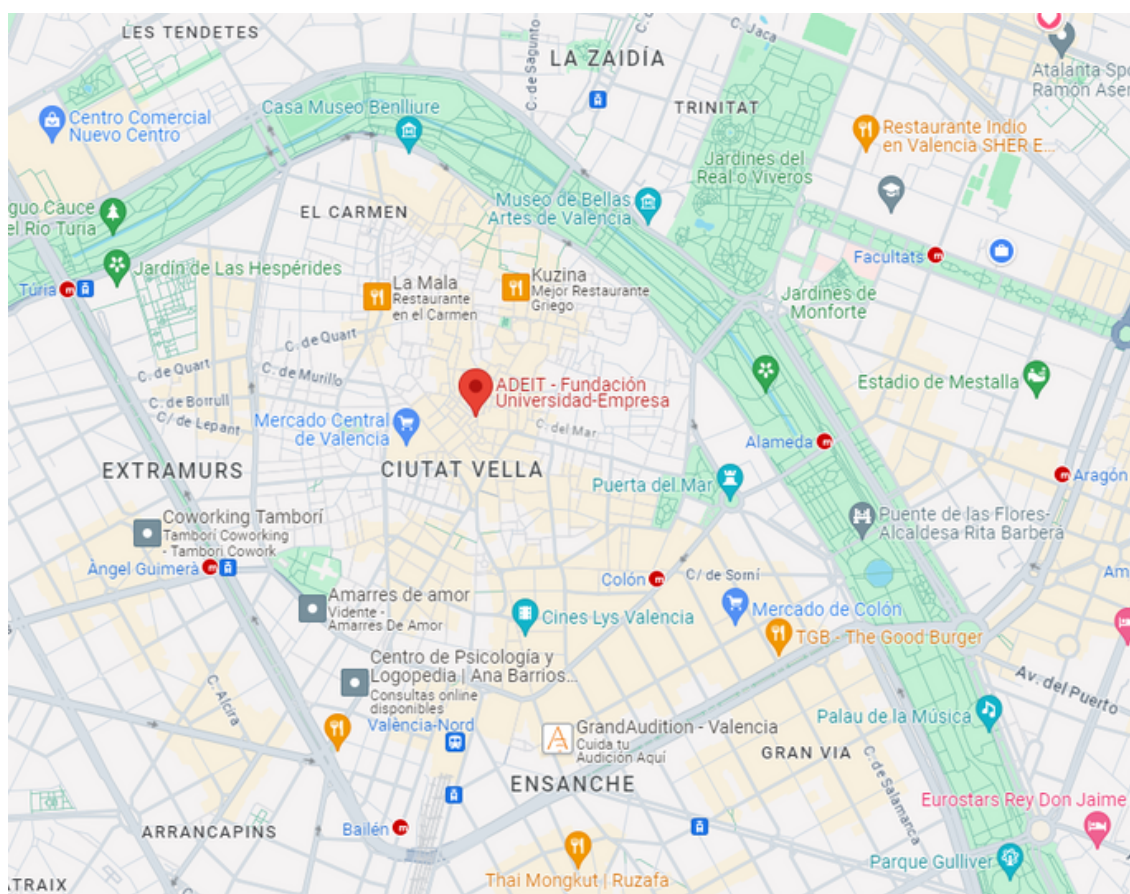 LES TENDETES
LA ZAIDÍA
C. de Sagunto
C. Jaca
Atalanta Spo
Ramón Asen
Centro Comercial
Nuevo Centro
Casa Museo Benlliure
TRINITAT
Restaurante Indio
en Valencia SHER E...
Jardines del
Real o Viveros
guo Cauce
el Río Turia
EL CARMEN
Museo de Bellas
Artes de Valencia
Jardín de Las Hespérides
Facultats
Túria
La Mala
Restaurante
en el Carmen
Kuzina
Mejor Restaurante
Griego
Jardines de
Monforte
C. de Quart
C. de Quart
C. de Murillo
C. de Borrull
C/ de Lepant
ADEIT - Fundación
Universidad-Empresa
Estadio de Mestalla
Mercado Central
de Valencia
C. del Mar
Alameda
EXTRAMURS
CIUTAT VELLA
Puerta del Mar
Aragón
Coworking Tamborí
Tamborí Coworking
- Tambori Cowork
Puente de las Flores-
Alcaldesa Rita Barberá
Àngel Guimerà
Colón
C/ de Sorní
Am
Amarres de amor
Vidente -
Amarres De Amor
Cines Lys Valencia
Mercado de Colón
TGB - The Good Burger
Centro de Psicología y
Logopedia | Ana Barrios...
Consultas online
disponibles
C. Alcira
Av. del Puerto
València-Nord
GrandAudition - Valencia
Cuida tu
Audición Aquí
Palau de la Música
GRAN VIA
C. de Salamanca
ENSANCHE
Eurostars Rey Don Jaime
ARRANCAPINS
Bailén
Parque Gulliver
Thai Mongkut | Ruzafa
ATRAIX